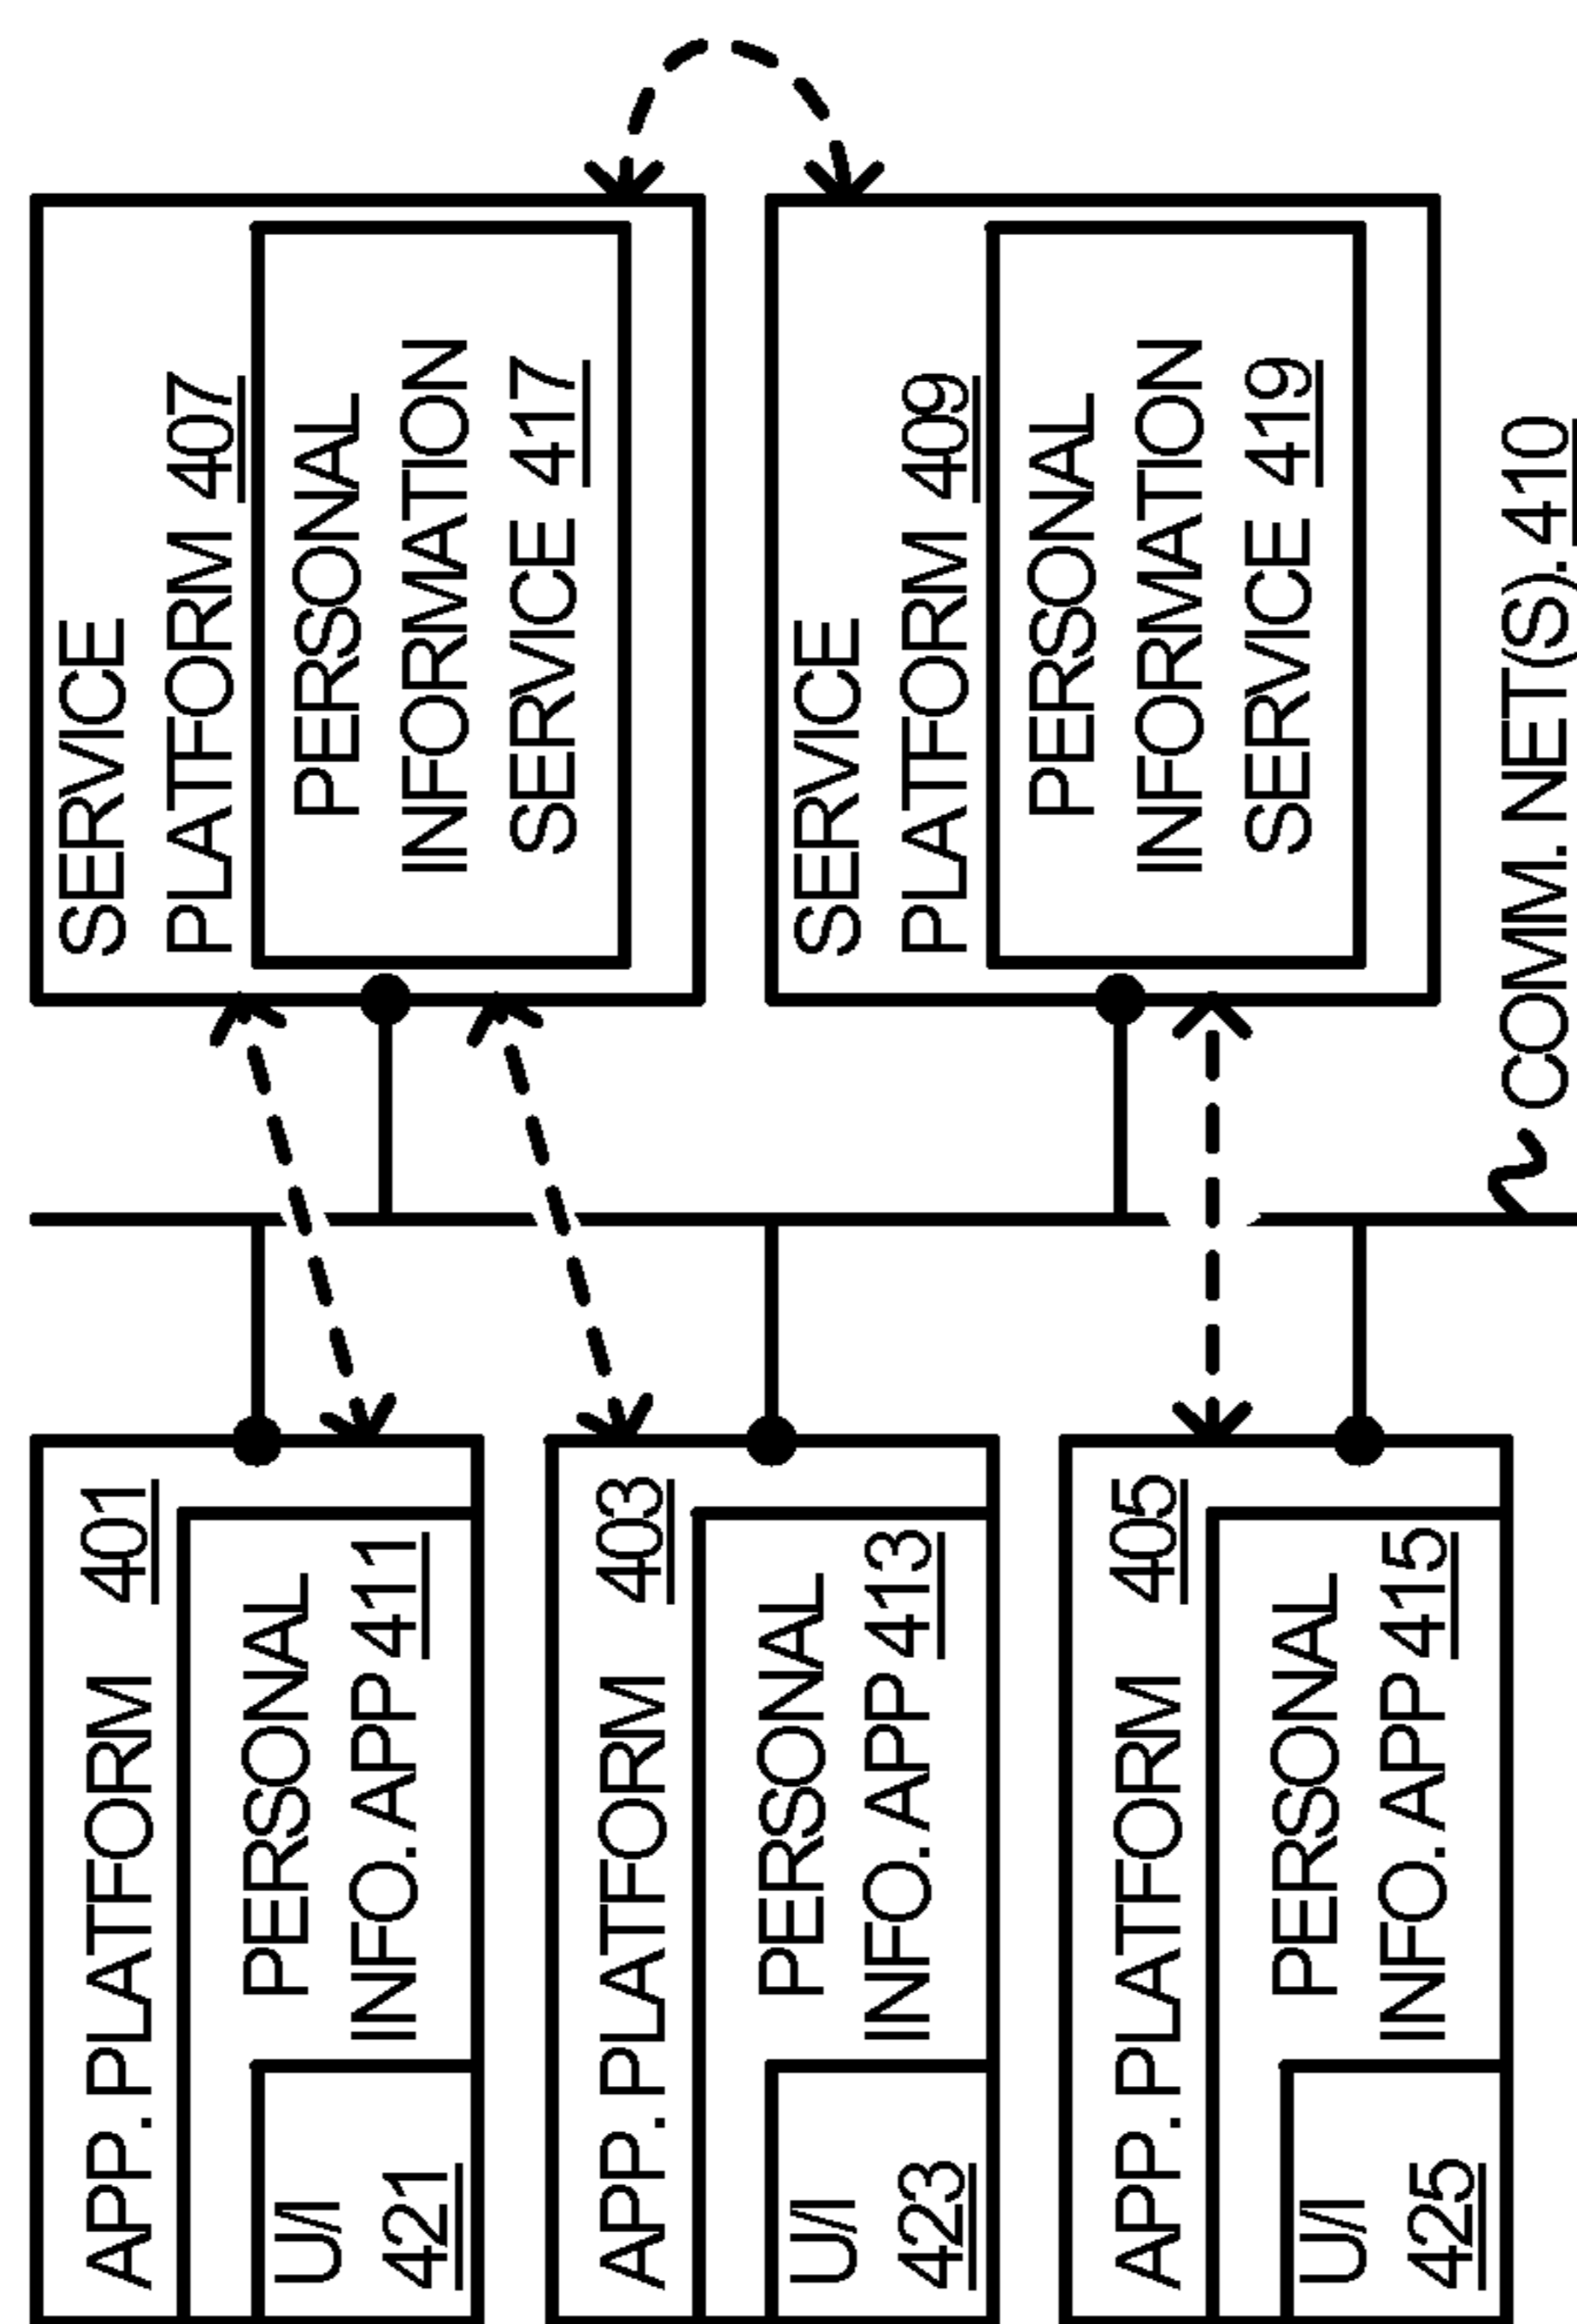 APP. PLATFORM 401
PERSONAL
INFO. APP 411
U/I
421
SERVICE
PLATFORM 407
PERSONAL
INFORMATION
SERVICE 417
APP. PLATFORM 403
PERSONAL
INFO. APP 413
U/I
423
SERVICE
PLATFORM 409
PERSONAL
INFORMATION
SERVICE 419
APP. PLATFORM 405
PERSONAL
INFO. APP 415
U/I
425
COMM. NET(S). 410